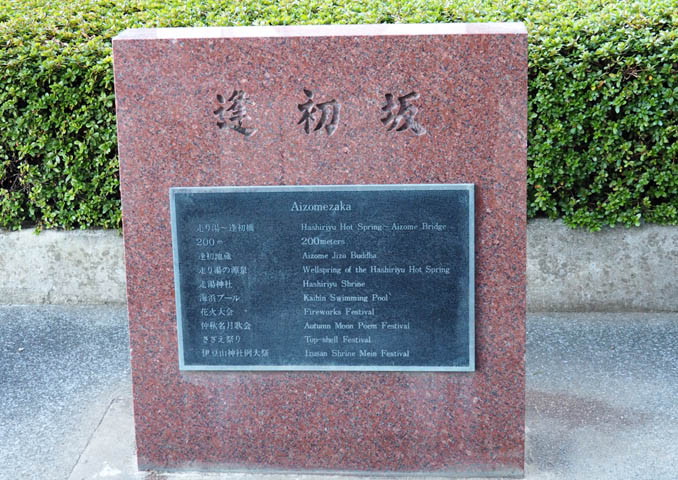 逢初坂
Aizomezaka
走り湯～逢初橋 Hashiriyu Hot Spring ~ Aizome Bridge
200m 200meters
逢初地蔵 Aizome Jizu Buddha
走り湯の源泉 Wellspring of the Hashiriyu Hot Spring
走湯神社 Hashiriyu Shrine
海浜プール Kaihin Swimming Pool
花火大会 Fireworks Festival
仲秋名月歌会 Autumn Moon Poem Festival
さざえ祭り Top-shell Festival
伊豆山神社例大祭 Izusan Shrine Mein Festival